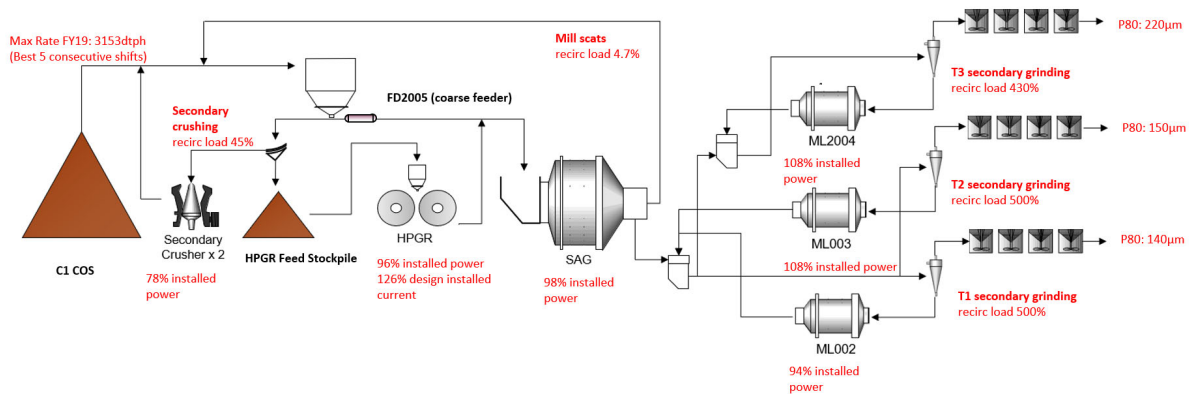 Max Rate FY19: 3153dtph
(Best 5 consecutive shifts)
Mill scats
recirc load 4.7%
P80: 220µm
T3 secondary grinding
recirc load 430%
FD2005 (coarse feeder)
Secondary
crushing
recirc load 45%
ML2004
108% installed
power
P80: 150µm
T2 secondary grinding
recirc load 500%
Secondary
Crusher x 2
78% installed
power
C1 COS
HPGR Feed Stockpile
HPGR
96% installed power
126% design installed
current
SAG
98% installed
power
ML003
108% installed power
P80: 140µm
T1 secondary grinding
recirc load 500%
ML002
94% installed
power